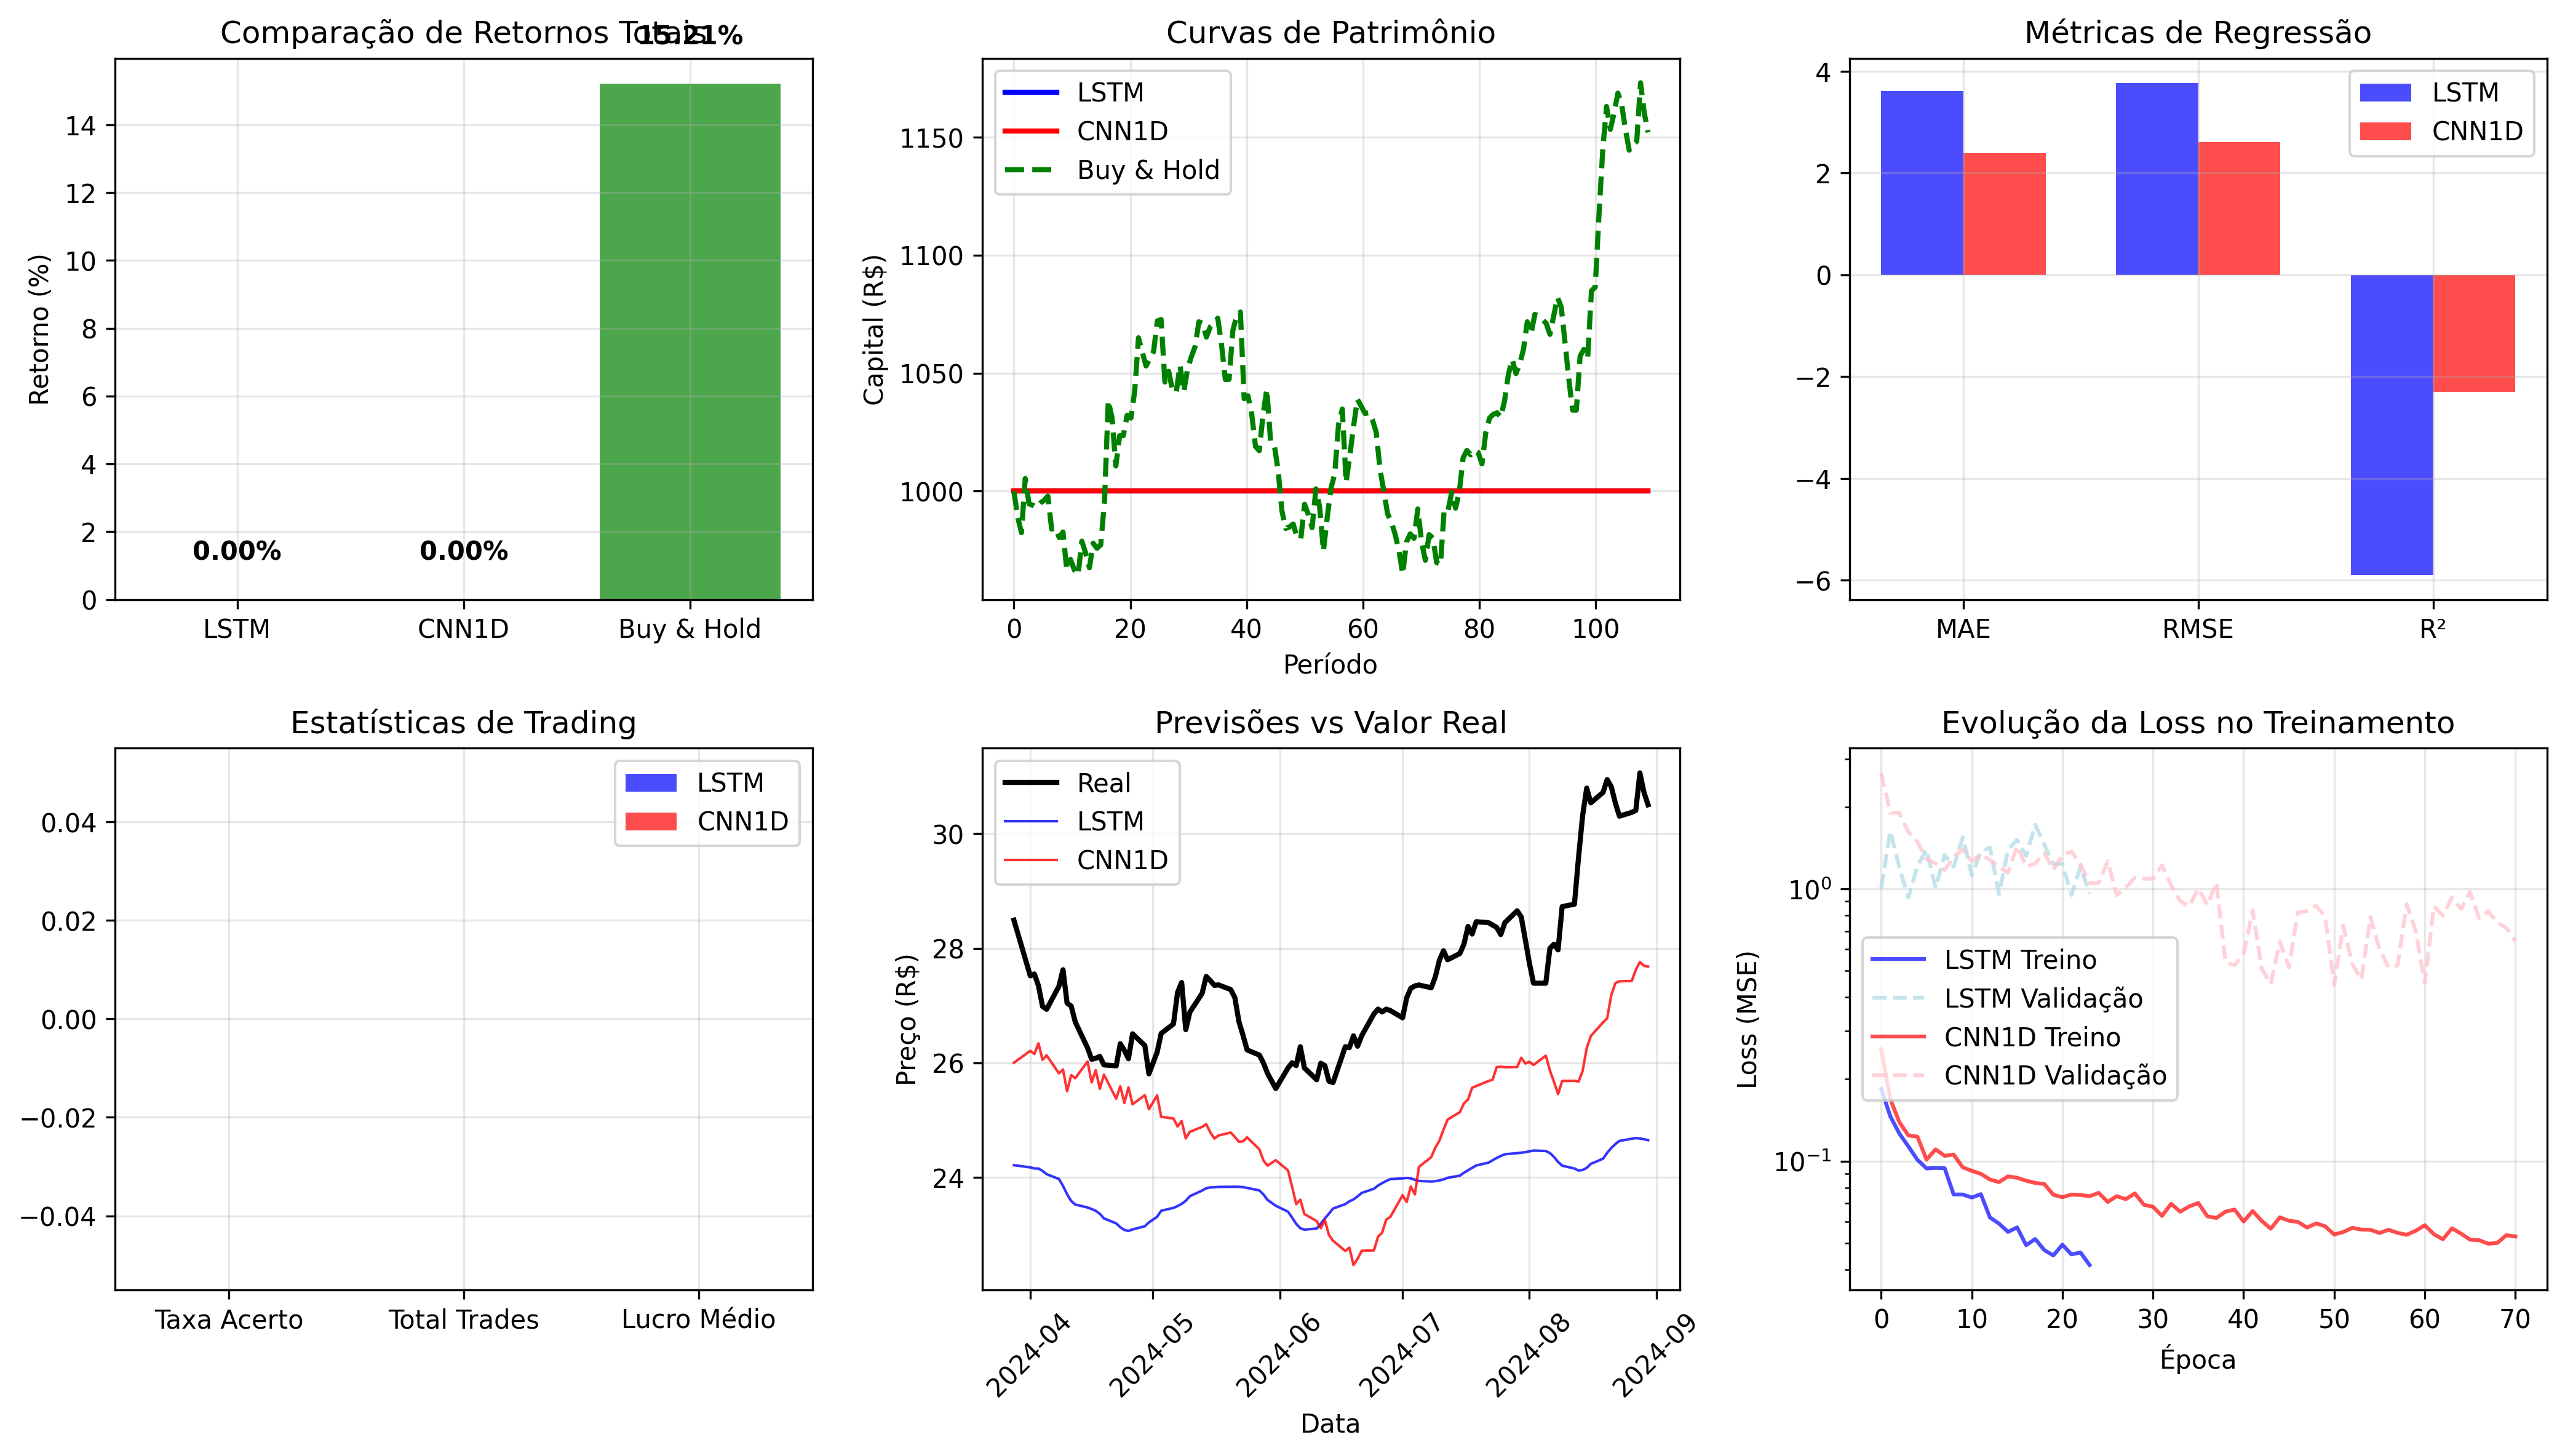 Comparação de Retornos Totais
15.21%
Retorno (%)
14
12
10
8
6
4
2
0
0.00%
0.00%
LSTM
CNN1D
Buy & Hold
Curvas de Patrimônio
LSTM
CNN1D
Buy & Hold
Capital (R$)
1150
1100
1050
1000
0
20
40
60
80
100
Período
Métricas de Regressão
LSTM
CNN1D
4
2
0
−2
−4
−6
MAE
RMSE
R²
Estatísticas de Trading
LSTM
CNN1D
0.04
0.02
0.00
−0.02
−0.04
Taxa Acerto
Total Trades
Lucro Médio
Previsões vs Valor Real
Real
LSTM
CNN1D
Preço (R$)
30
28
26
24
2024-04
2024-05
2024-06
2024-07
2024-08
2024-09
Data
Evolução da Loss no Treinamento
Loss (MSE)
10⁰
10⁻¹
LSTM Treino
LSTM Validação
CNN1D Treino
CNN1D Validação
0
10
20
30
40
50
60
70
Época